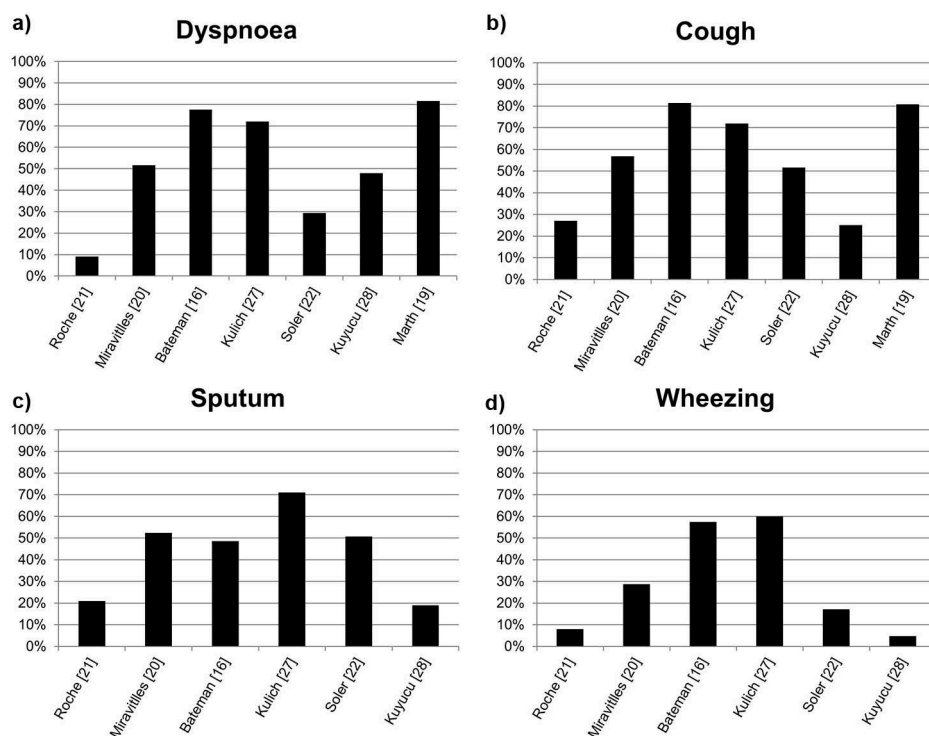 a)
Dyspnoea
100%
90%
80%
70%
60%
50%
40%
30%
20%
10%
0%
Roche [21]
Miravitlles [20]
Bateman [16]
Kulich [27]
Soler [22]
Kuyucu [28]
Marth [19]
b)
Cough
100%
90%
80%
70%
60%
50%
40%
30%
20%
10%
0%
Roche [21]
Miravitlles [20]
Bateman [16]
Kulich [27]
Soler [22]
Kuyucu [28]
Marth [19]
c)
Sputum
100%
90%
80%
70%
60%
50%
40%
30%
20%
10%
0%
Roche [21]
Miravitlles [20]
Bateman [16]
Kulich [27]
Soler [22]
Kuyucu [28]
d)
Wheezing
100%
90%
80%
70%
60%
50%
40%
30%
20%
10%
0%
Roche [21]
Miravitlles [20]
Bateman [16]
Kulich [27]
Soler [22]
Kuyucu [28]